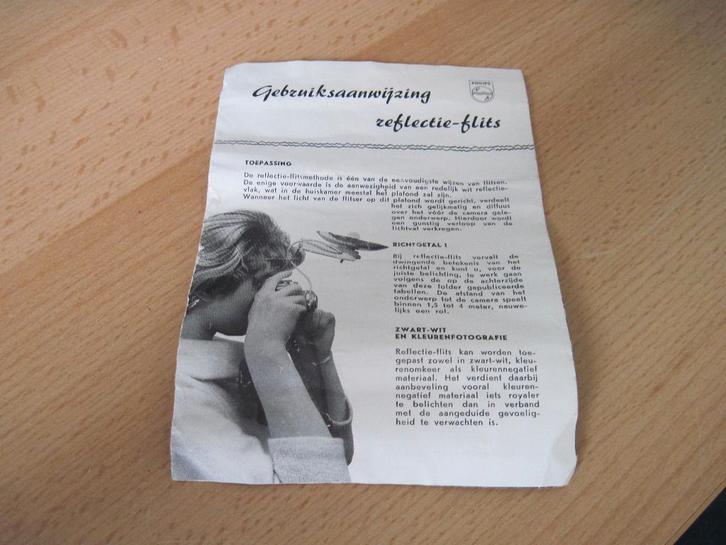 Gebruiksaanwijzing
PHILIPS
reflectie-flits
TOEPASSING
De reflectie-flitsmethode is één van de eenvoudigste wijzen van flitsen.
De enige voorwaarde is de aanwezigheid van een redelijk wit reflectie-
vlak, wat in de huiskamer meestal het plafond zal zijn.
Wanneer het licht van de flitser op dit plafond wordt gericht, verdeelt
het zich gelijkmatig en diffuus
over het vóór de camera gele-
gen onderwerp. Hierdoor wordt
een gunstig verloop van de
lichtval verkregen.
RICHTGETAL !
Bij reflectie-flits vervalt de
dwingende betekenis van het
richtgetal en kunt u, voor de
juiste belichting, te werk gaan
volgens de op de achterzijde
van deze folder gepubliceerde
tabellen. De afstand van het
onderwerp tot de camera speelt
binnen 1,5 tot 4 meter, nauwe-
lijks een rol.
ZWART-WIT
EN KLEURENFOTOGRAFIE
Reflectie-flits kan worden toe-
gepast zowel in zwart-wit, kleu-
renomkeer als kleurennegatief
materiaal. Het verdient daarbij
aanbeveling vooral kleuren-
negatief materiaal iets royaler
te belichten dan in verband
met de aangeduide gevoelig-
heid te verwachten is.